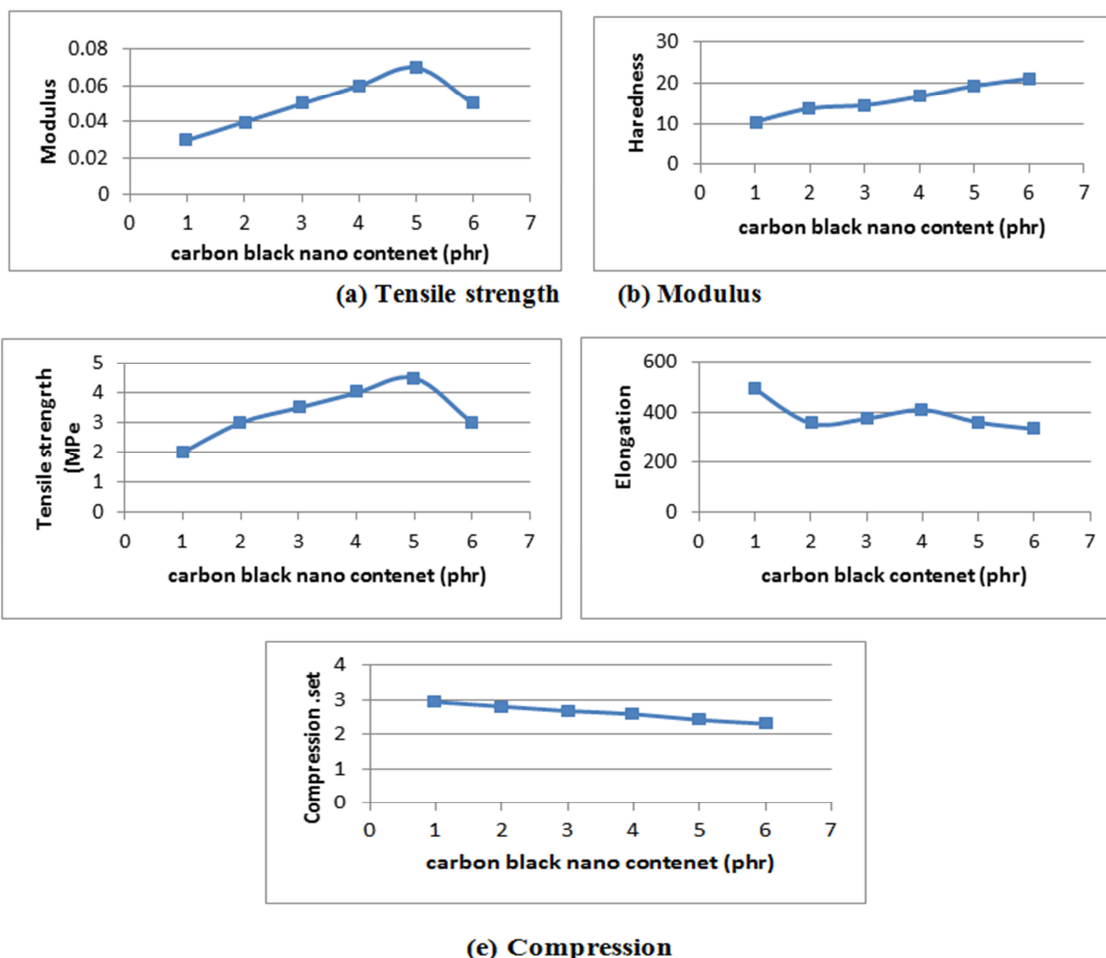 Modulus
0.08
0.06
0.04
0.02
0
0 1 2 3 4 5 6 7
carbon black nano contenet (phr)
Haredness
30
20
10
0
0 1 2 3 4 5 6 7
carbon black nano content (phr)
(a) Tensile strength (b) Modulus
Tensile strengrth
(MPe
5
4
3
2
1
0
0 1 2 3 4 5 6 7
carbon black nano contenet (phr)
Elongation
600
400
200
0
0 1 2 3 4 5 6 7
carbon black contenet (phr)
Compression .set
4
3
2
1
0
0 1 2 3 4 5 6 7
carbon black nano contenet (phr)
(e) Compression